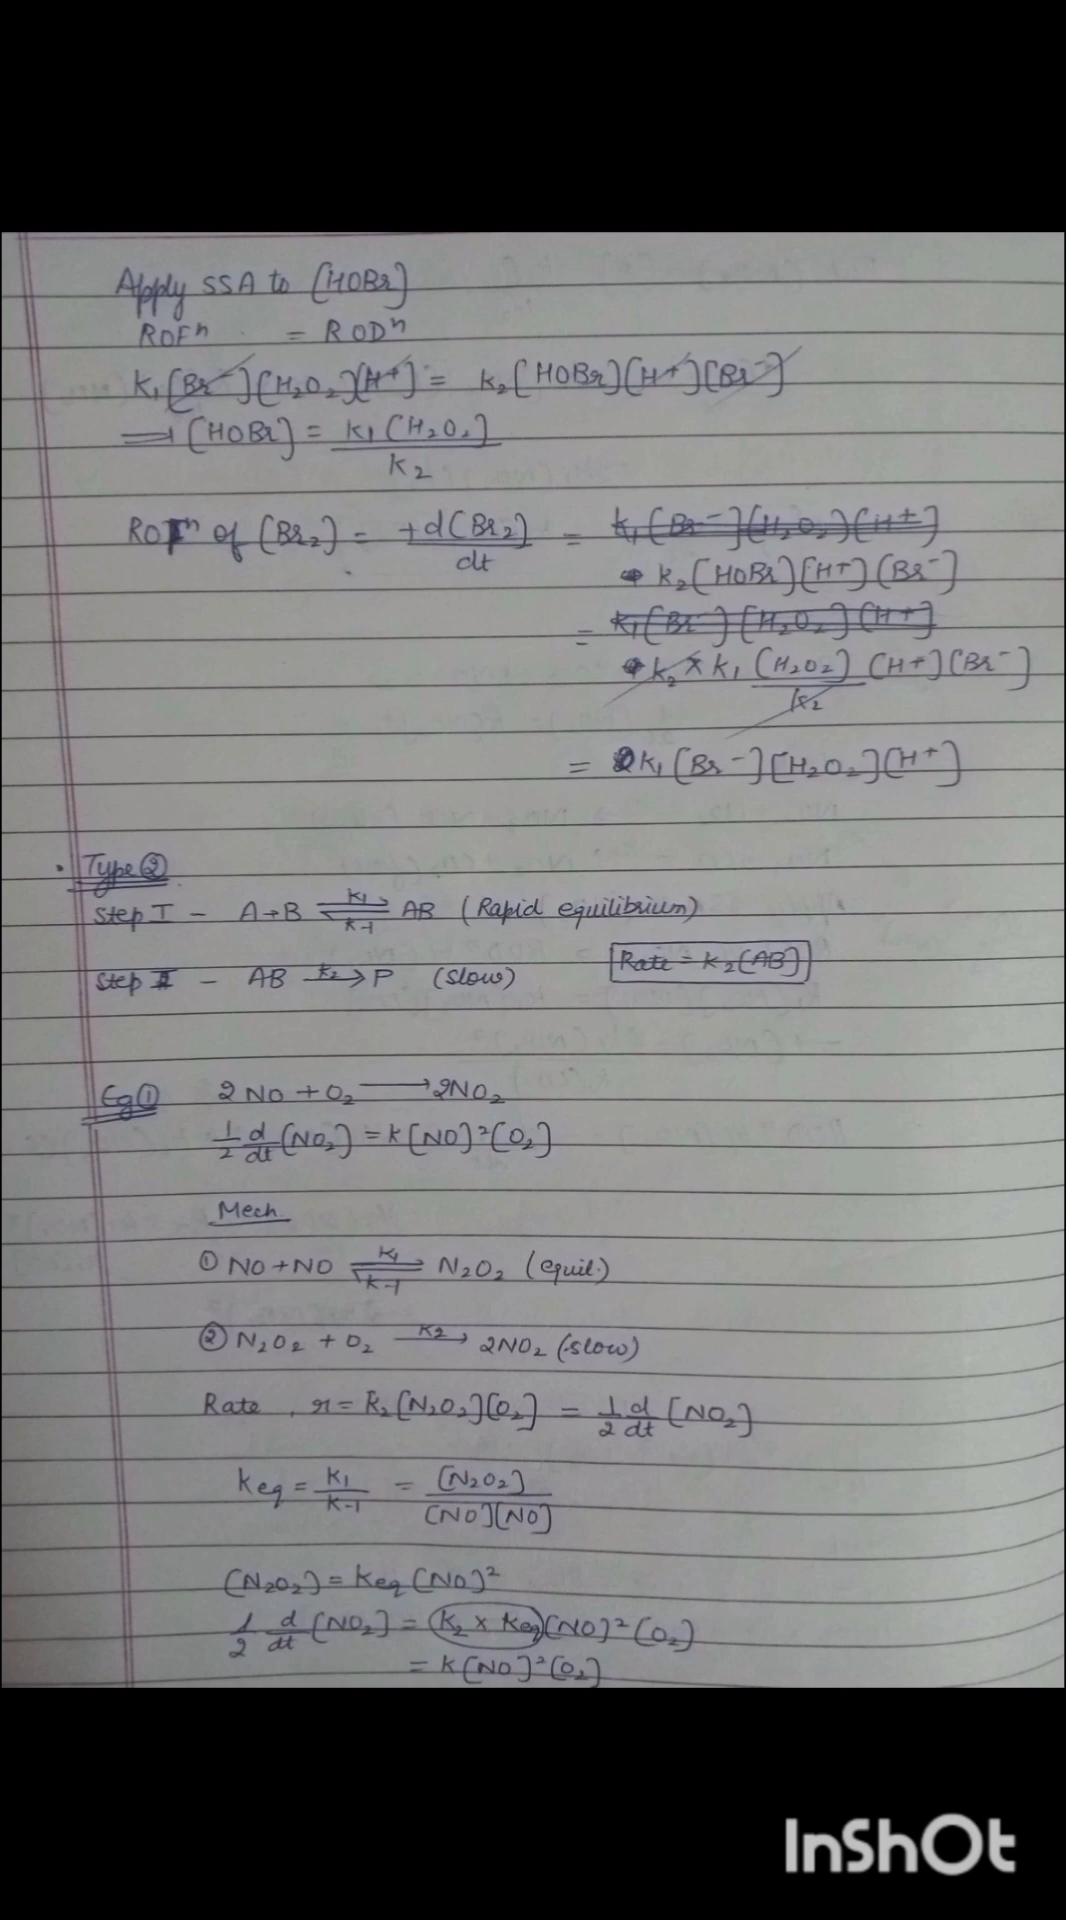 Apply SSA to [HOBr]
ROFⁿ = RODⁿ
K₁[Br⁻][H₂O₂][H⁺] = K₂[HOBr][H⁺][Br⁻]
⇒ [HOBr] = K₁[H₂O₂] / K₂
ROFⁿ of [Br₂] = +d[Br₂]/dt = K₁[Br⁻][H₂O₂][H⁺]
K₂[HOBr][H⁺][Br⁻]
= K₁[Br⁻][H₂O₂][H⁺]
K₂ × K₁ [H₂O₂]/K₂ [H⁺][Br⁻]
= K₁[Br⁻][H₂O₂][H⁺]
• Type ②
Step I - A+B ⇌ AB (Rapid equilibrium) K₁ K-1
Step II - AB →K₂ P (slow) Rate = K₂[AB]
Eg ① 2NO + O₂ → 2NO₂
1/2 d/dt [NO₂] = K[NO]²[O₂]
Mech.
① NO + NO ⇌ N₂O₂ (equil.) K₁ K-1
② N₂O₂ + O₂ →K₂ 2NO₂ (slow)
Rate, r = K₂[N₂O₂][O₂] = 1/2 d/dt [NO₂]
Keq = K₁/K-1 = [N₂O₂]/[NO][NO]
[N₂O₂] = Keq [NO]²
1/2 d/dt [NO₂] = K₂ × Keq [NO]²[O₂]
= K[NO]²[O₂]
InShOt